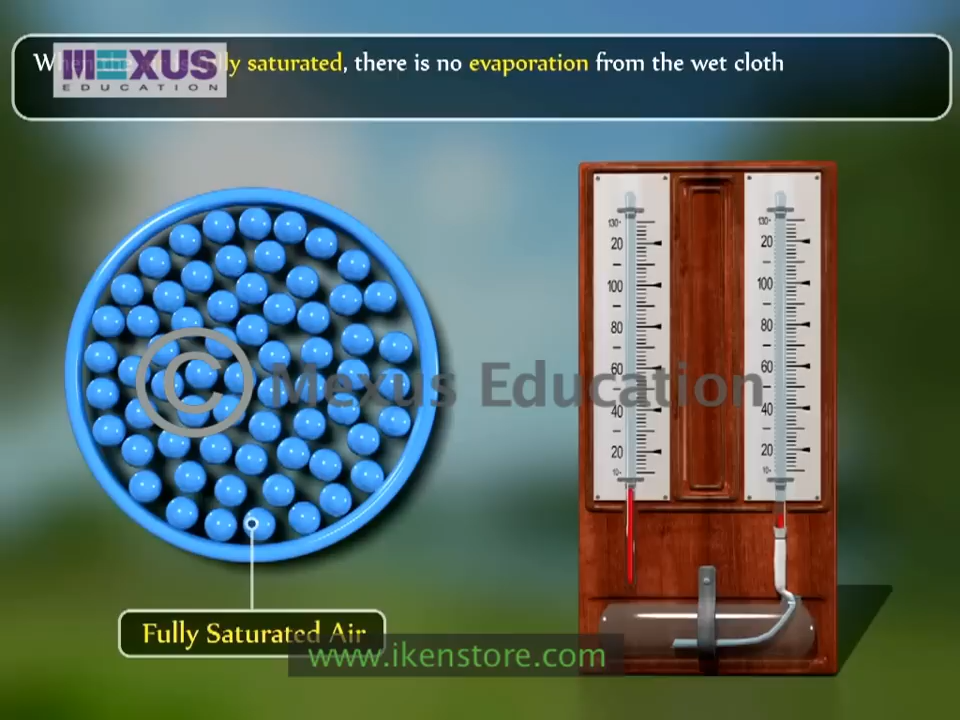 W ly saturated, there is no evaporation from the wet cloth
MEXUS
EDUCATION
130
130
20
20
100
100
80
80
60
60
© Mexus Education
40
40
20
20
10
10
Fully Saturated Air
www.ikenstore.com